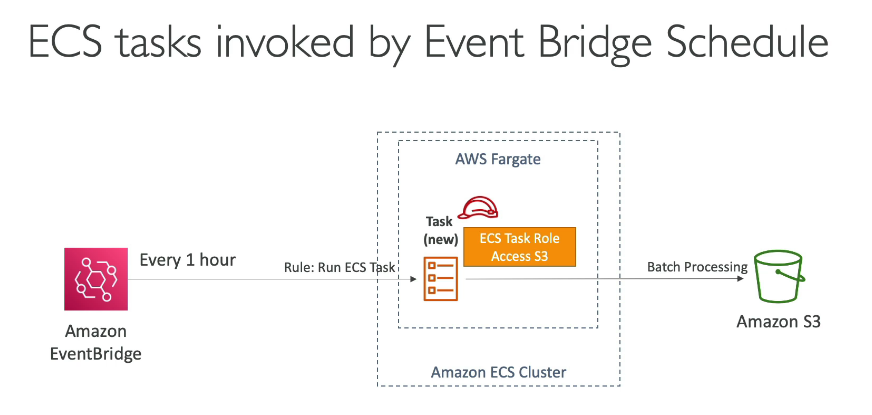 ECS tasks invoked by Event Bridge Schedule
AWS Fargate
Task
(new)
ECS Task Role
Access S3
Every 1 hour
Rule: Run ECS Task
Batch Processing
Amazon
EventBridge
Amazon S3
Amazon ECS Cluster